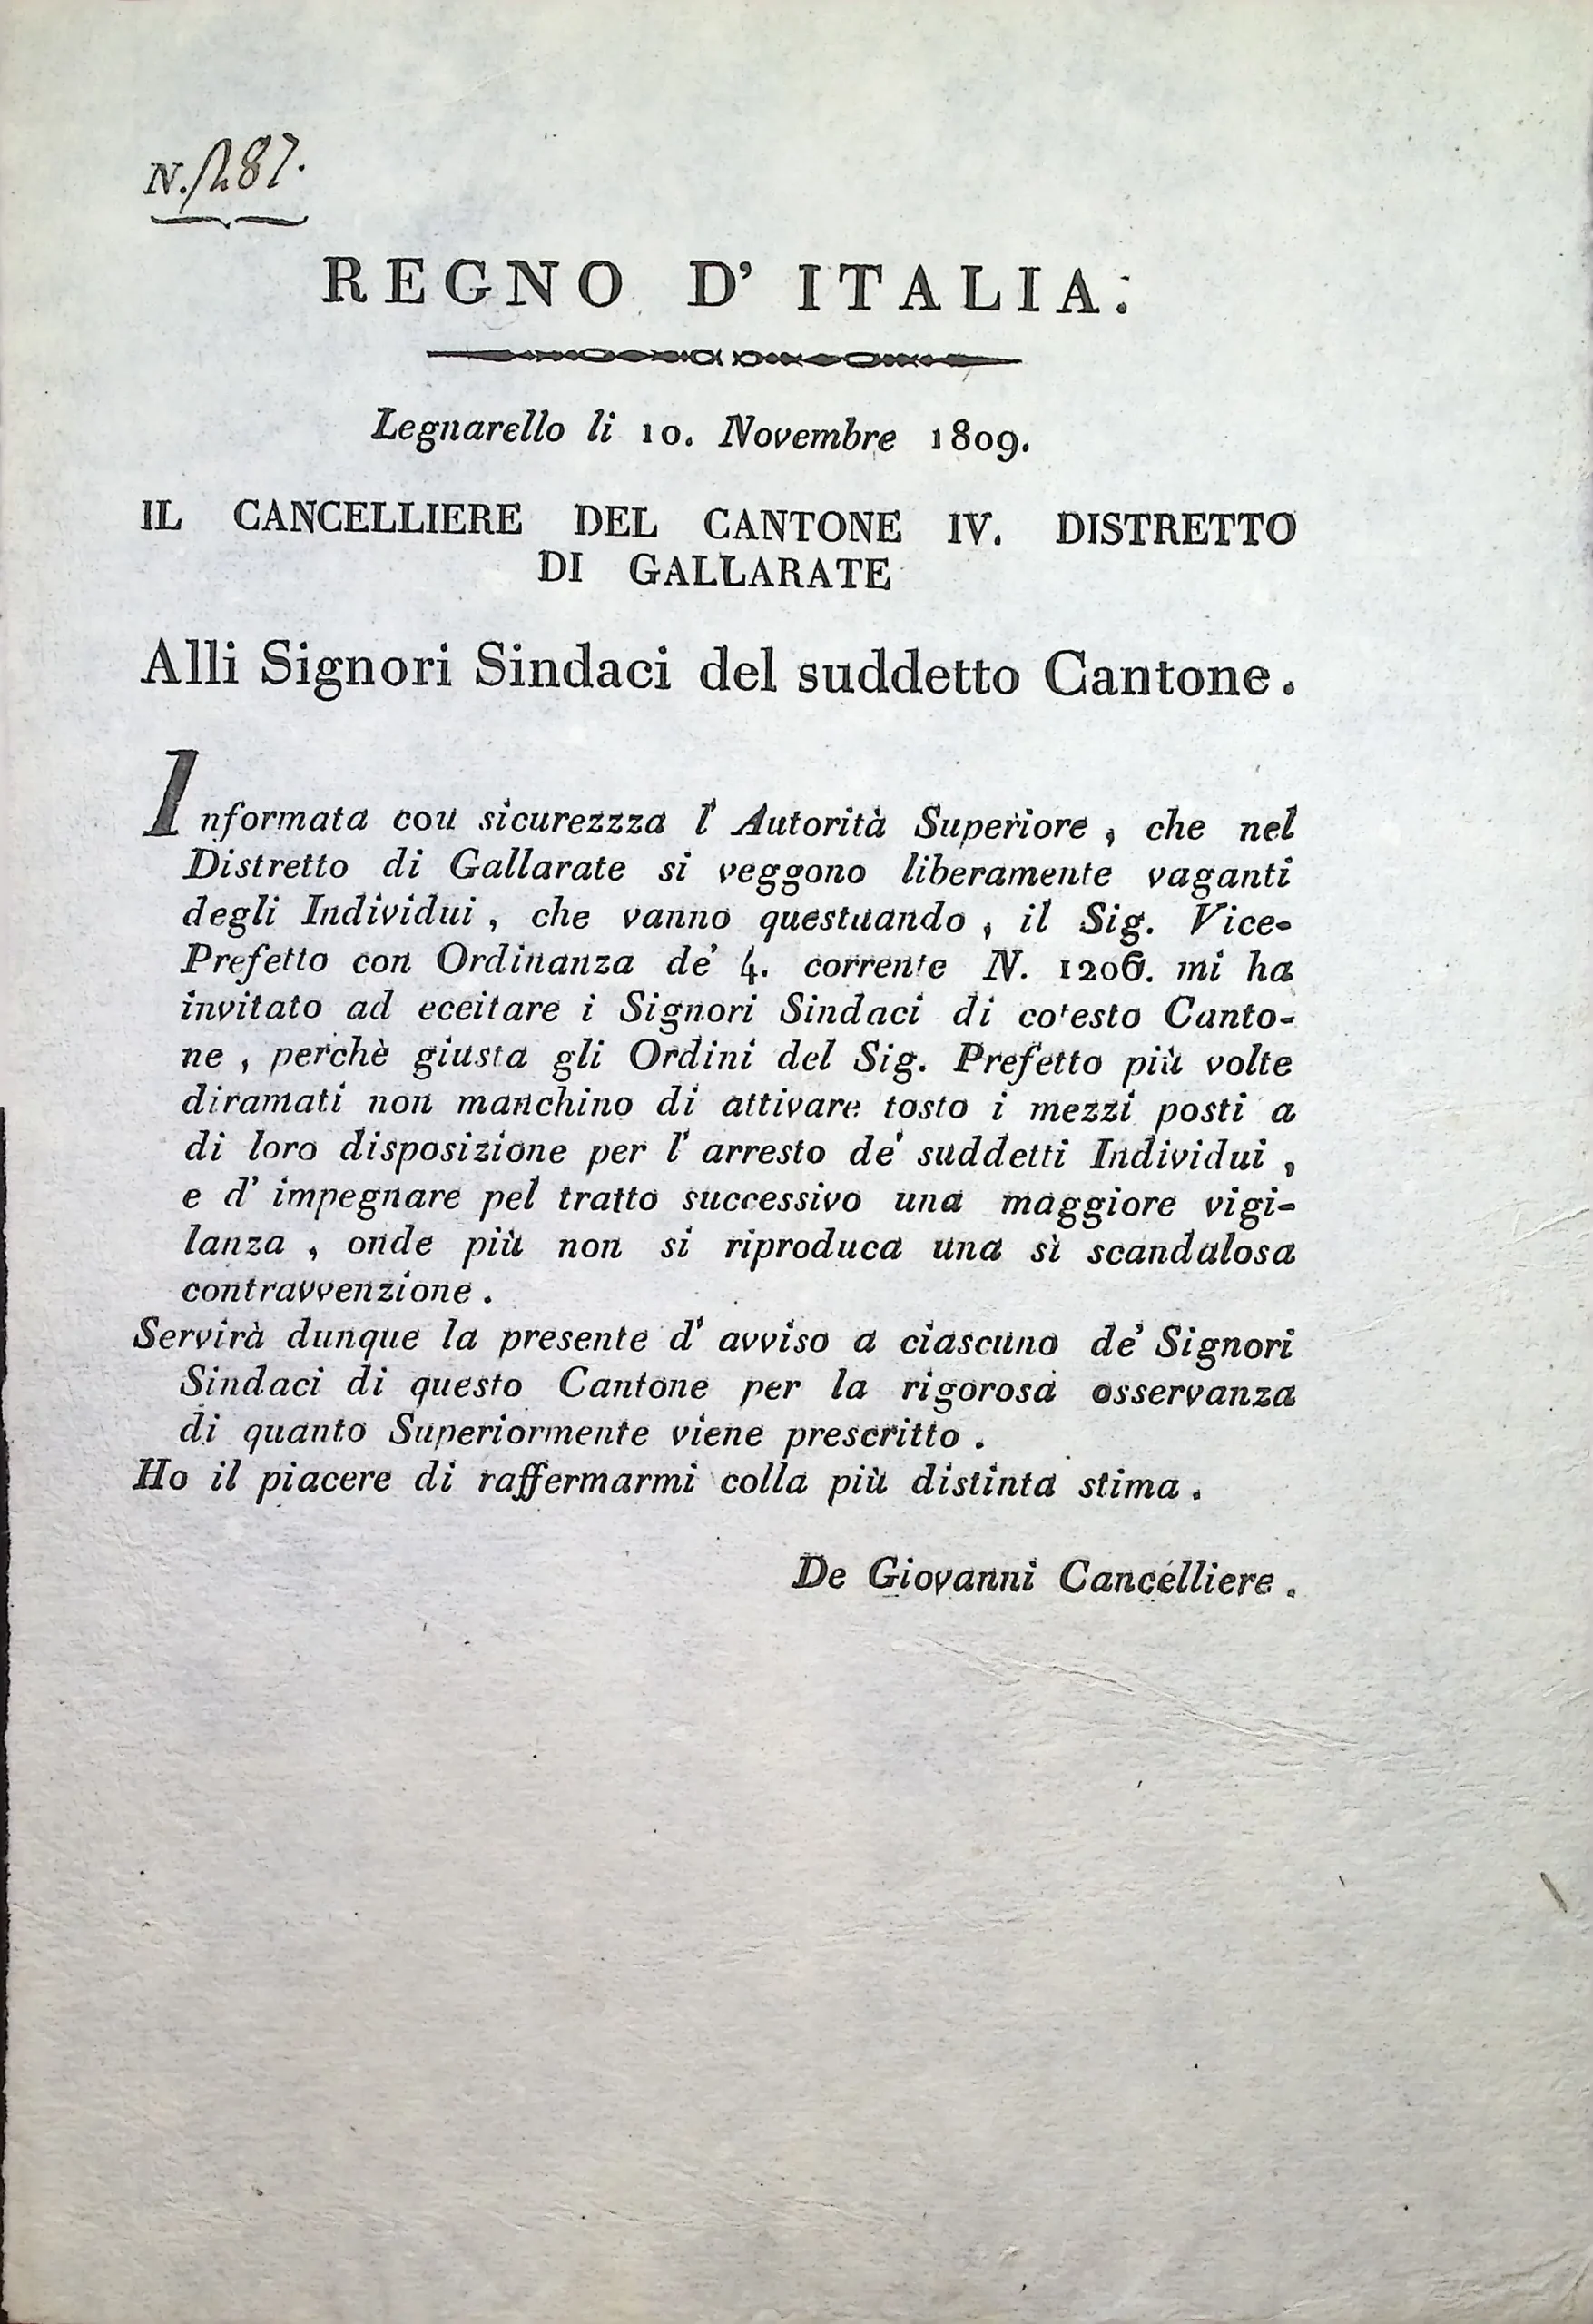 N. 1287.
REGNO D' ITALIA.
Legnarello li 10. Novembre 1809.
IL CANCELLIERE DEL CANTONE IV. DISTRETTO
DI GALLARATE
Alli Signori Sindaci del suddetto Cantone.
Informata cou sicurezzza l' Autorità Superiore, che nel
Distretto di Gallarate si veggono liberamente vaganti
degli Individui, che vanno questuando, il Sig. Vice-
Prefetto con Ordinanza de' 4. corrente N. 1206. mi ha
invitato ad eceitare i Signori Sindaci di cotesto Canto-
ne, perchè giusta gli Ordini del Sig. Prefetto più volte
diramati non manchino di attivare tosto i mezzi posti a
di loro disposizione per l' arresto de' suddetti Individui,
e d' impegnare pel tratto successivo una maggiore vigi-
lanza, onde più non si riproduca una sì scandalosa
contravvenzione.
Servirà dunque la presente d' avviso a ciascuno de' Signori
Sindaci di questo Cantone per la rigorosa osservanza
di quanto Superiormente viene prescritto.
Ho il piacere di raffermarmi colla più distinta stima.
De Giovanni Cancelliere.